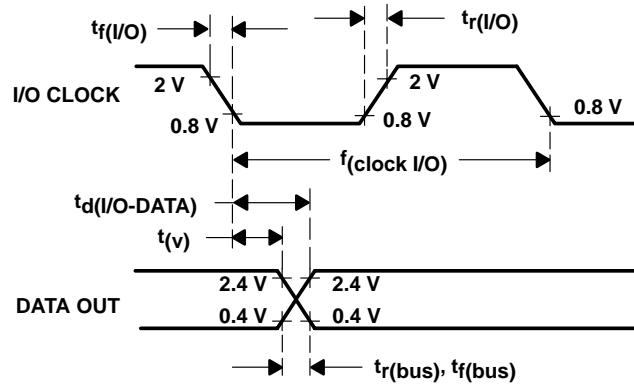 tf(I/O)
tr(I/O)
2 V
I/O CLOCK
0.8 V
0.8 V
0.8 V
f(clock I/O)
td(I/O-DATA)
t(v)
2.4 V
2.4 V
DATA OUT
0.4 V
0.4 V
tr(bus), tf(bus)